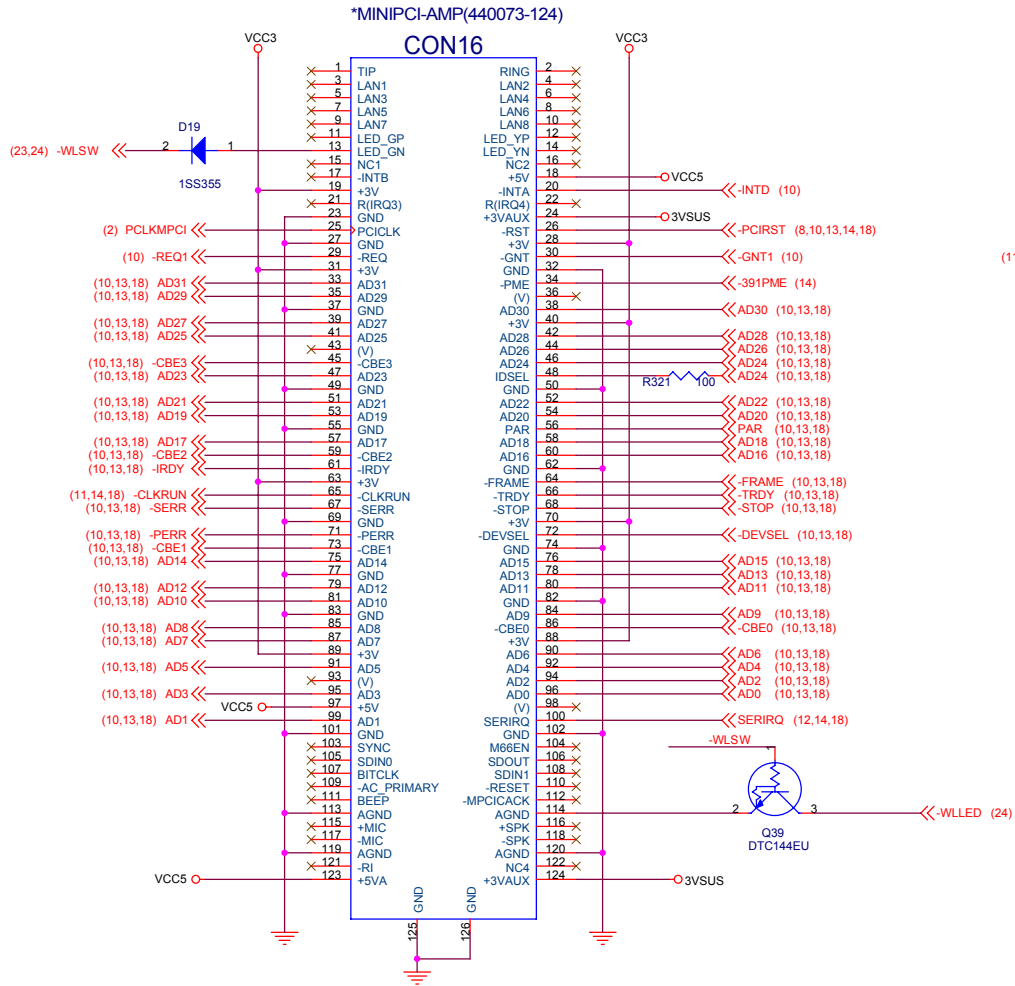 *MINIPCI-AMP(440073-124)
CON16
VCC3 VCC3
1 TIP RING 2
3 LAN1 LAN2 4
5 LAN3 LAN4 6
7 LAN5 LAN6 8
9 LAN7 LAN8 10
D19
11 LED_GP LED_YP 12
(23,24) -WLSW 2 1 13 LED_GN LED_YN 14
15 NC1 NC2 16
17 -INTB +5V 18 VCC5
1SS355
19 +3V -INTA 20 -INTD (10)
21 R(IRQ3) R(IRQ4) 22
23 GND +3VAUX 24 3VSUS
(2) PCLKMPCI 25 PCICLK -RST 26 -PCIRST (8,10,13,14,18)
27 GND +3V 28
(10) -REQ1 29 -REQ -GNT 30 -GNT1 (10) (11
31 +3V GND 32
(10,13,18) AD31 33 AD31 -PME 34 -391PME (14)
(10,13,18) AD29 35 AD29 (V) 36
37 GND AD30 38 AD30 (10,13,18)
(10,13,18) AD27 39 AD27 +3V 40
(10,13,18) AD25 41 AD25 AD28 42 AD28 (10,13,18)
43 (V) AD26 44 AD26 (10,13,18)
(10,13,18) -CBE3 45 -CBE3 AD24 46 AD24 (10,13,18)
(10,13,18) AD23 47 AD23 IDSEL 48 R321 100 AD24 (10,13,18)
49 GND GND 50
(10,13,18) AD21 51 AD21 AD22 52 AD22 (10,13,18)
(10,13,18) AD19 53 AD19 AD20 54 AD20 (10,13,18)
55 GND PAR 56 PAR (10,13,18)
(10,13,18) AD17 57 AD17 AD18 58 AD18 (10,13,18)
(10,13,18) -CBE2 59 -CBE2 AD16 60 AD16 (10,13,18)
(10,13,18) -IRDY 61 -IRDY GND 62
63 +3V -FRAME 64 -FRAME (10,13,18)
(11,14,18) -CLKRUN 65 -CLKRUN -TRDY 66 -TRDY (10,13,18)
(10,13,18) -SERR 67 -SERR -STOP 68 -STOP (10,13,18)
69 GND +3V 70
(10,13,18) -PERR 71 -PERR -DEVSEL 72 -DEVSEL (10,13,18)
(10,13,18) -CBE1 73 -CBE1 GND 74
(10,13,18) AD14 75 AD14 AD15 76 AD15 (10,13,18)
77 GND AD13 78 AD13 (10,13,18)
(10,13,18) AD12 79 AD12 AD11 80 AD11 (10,13,18)
(10,13,18) AD10 81 AD10 GND 82
83 GND AD9 84 AD9 (10,13,18)
(10,13,18) AD8 85 AD8 -CBE0 86 -CBE0 (10,13,18)
(10,13,18) AD7 87 AD7 +3V 88
89 +3V AD6 90 AD6 (10,13,18)
(10,13,18) AD5 91 AD5 AD4 92 AD4 (10,13,18)
93 (V) AD2 94 AD2 (10,13,18)
(10,13,18) AD3 95 AD3 AD0 96 AD0 (10,13,18)
VCC5 97 +5V (V) 98
(10,13,18) AD1 99 AD1 SERIRQ 100 SERIRQ (12,14,18)
101 GND GND 102
103 SYNC M66EN 104 -WLSW 1
105 SDIN0 SDOUT 106
107 BITCLK SDIN1 108
109 -AC_PRIMARY -RESET 110
111 BEEP -MPCICACK 112
113 AGND AGND 114 2 3 -WLLED (24)
115 +MIC +SPK 116
117 -MIC -SPK 118
Q39
DTC144EU
119 AGND AGND 120
121 -RI NC4 122
VCC5 123 +5VA +3VAUX 124 3VSUS
GND GND
125 126